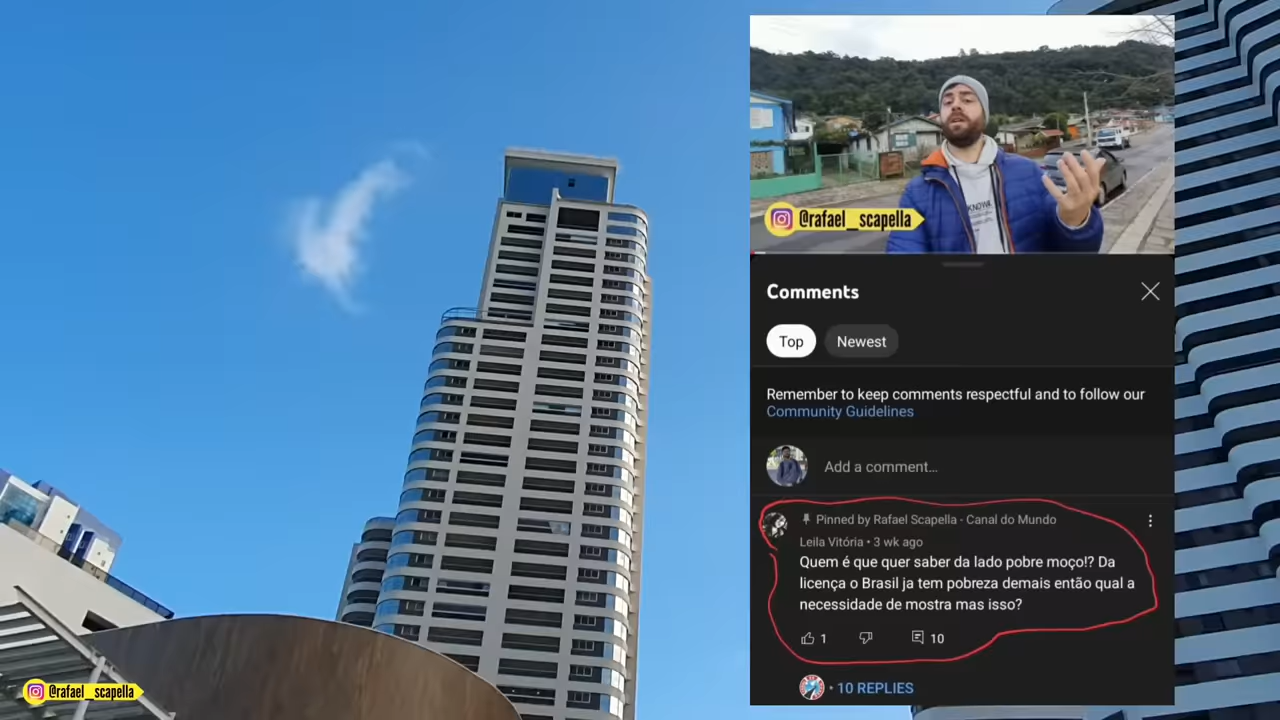 @rafael_scapella
Comments
Top
Newest
Remember to keep comments respectful and to follow our
Community Guidelines
Add a comment...
Pinned by Rafael Scapella - Canal do Mundo
Leila Vitória • 3 wk ago
Quem é que quer saber da lado pobre moço!? Da
licença o Brasil ja tem pobreza demais então qual a
necessidade de mostra mas isso?
1
10
• 10 REPLIES
@rafael_scapella